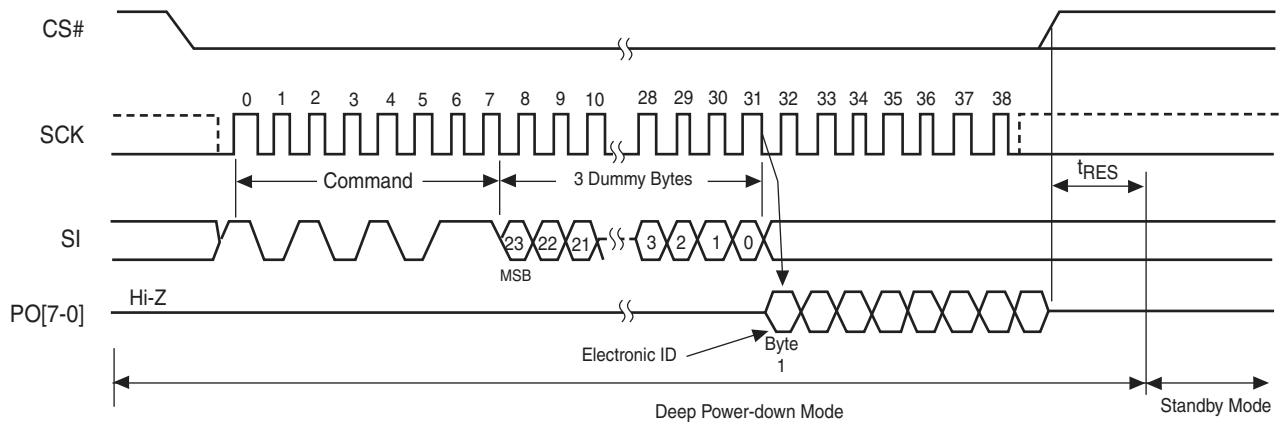 CS#
0 1 2 3 4 5 6 7 8 9 10 28 29 30 31 32 33 34 35 36 37 38
SCK
tRES
Command 3 Dummy Bytes
SI
23 22 21 3 2 1 0
MSB
Hi-Z
PO[7-0]
Electronic ID Byte
1
Deep Power-down Mode Standby Mode